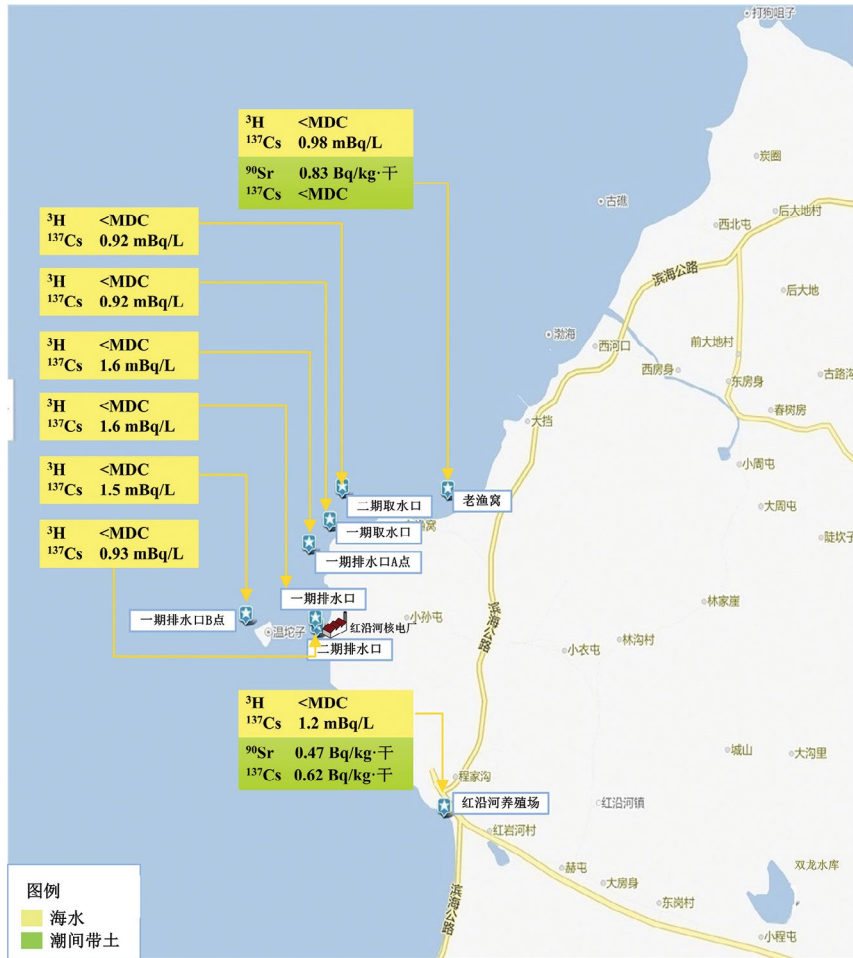 打狗咀子
³H <MDC
¹³⁷Cs 0.98 mBq/L
⁹⁰Sr 0.83 Bq/kg·干
¹³⁷Cs <MDC
炭圈
古礁
后大地村
西北屯
³H <MDC
¹³⁷Cs 0.92 mBq/L
滨海公路
后大地
³H <MDC
¹³⁷Cs 0.92 mBq/L
渤海
西河口
前大地村
³H <MDC
¹³⁷Cs 1.6 mBq/L
西房身
东房身
古路沟
³H <MDC
¹³⁷Cs 1.6 mBq/L
大挡
春树房
³H <MDC
¹³⁷Cs 1.5 mBq/L
小周屯
二期取水口
老渔窝
大周屯
³H <MDC
¹³⁷Cs 0.93 mBq/L
一期取水口
窝
陡坎子
一期排水口A点
一期排水口
林家崖
一期排水口B点
温坨子
红沿河核电厂
小孙屯
滨海公路
二期排水口
小衣屯
林沟村
³H <MDC
¹³⁷Cs 1.2 mBq/L
⁹⁰Sr 0.47 Bq/kg·干
¹³⁷Cs 0.62 Bq/kg·干
城山
大沟里
程家沟
红沿河养殖场
红沿河镇
红岩河村
赫屯
大房身
双龙水库
滨海公路
东岗村
小程屯
图例
海水
潮间带土